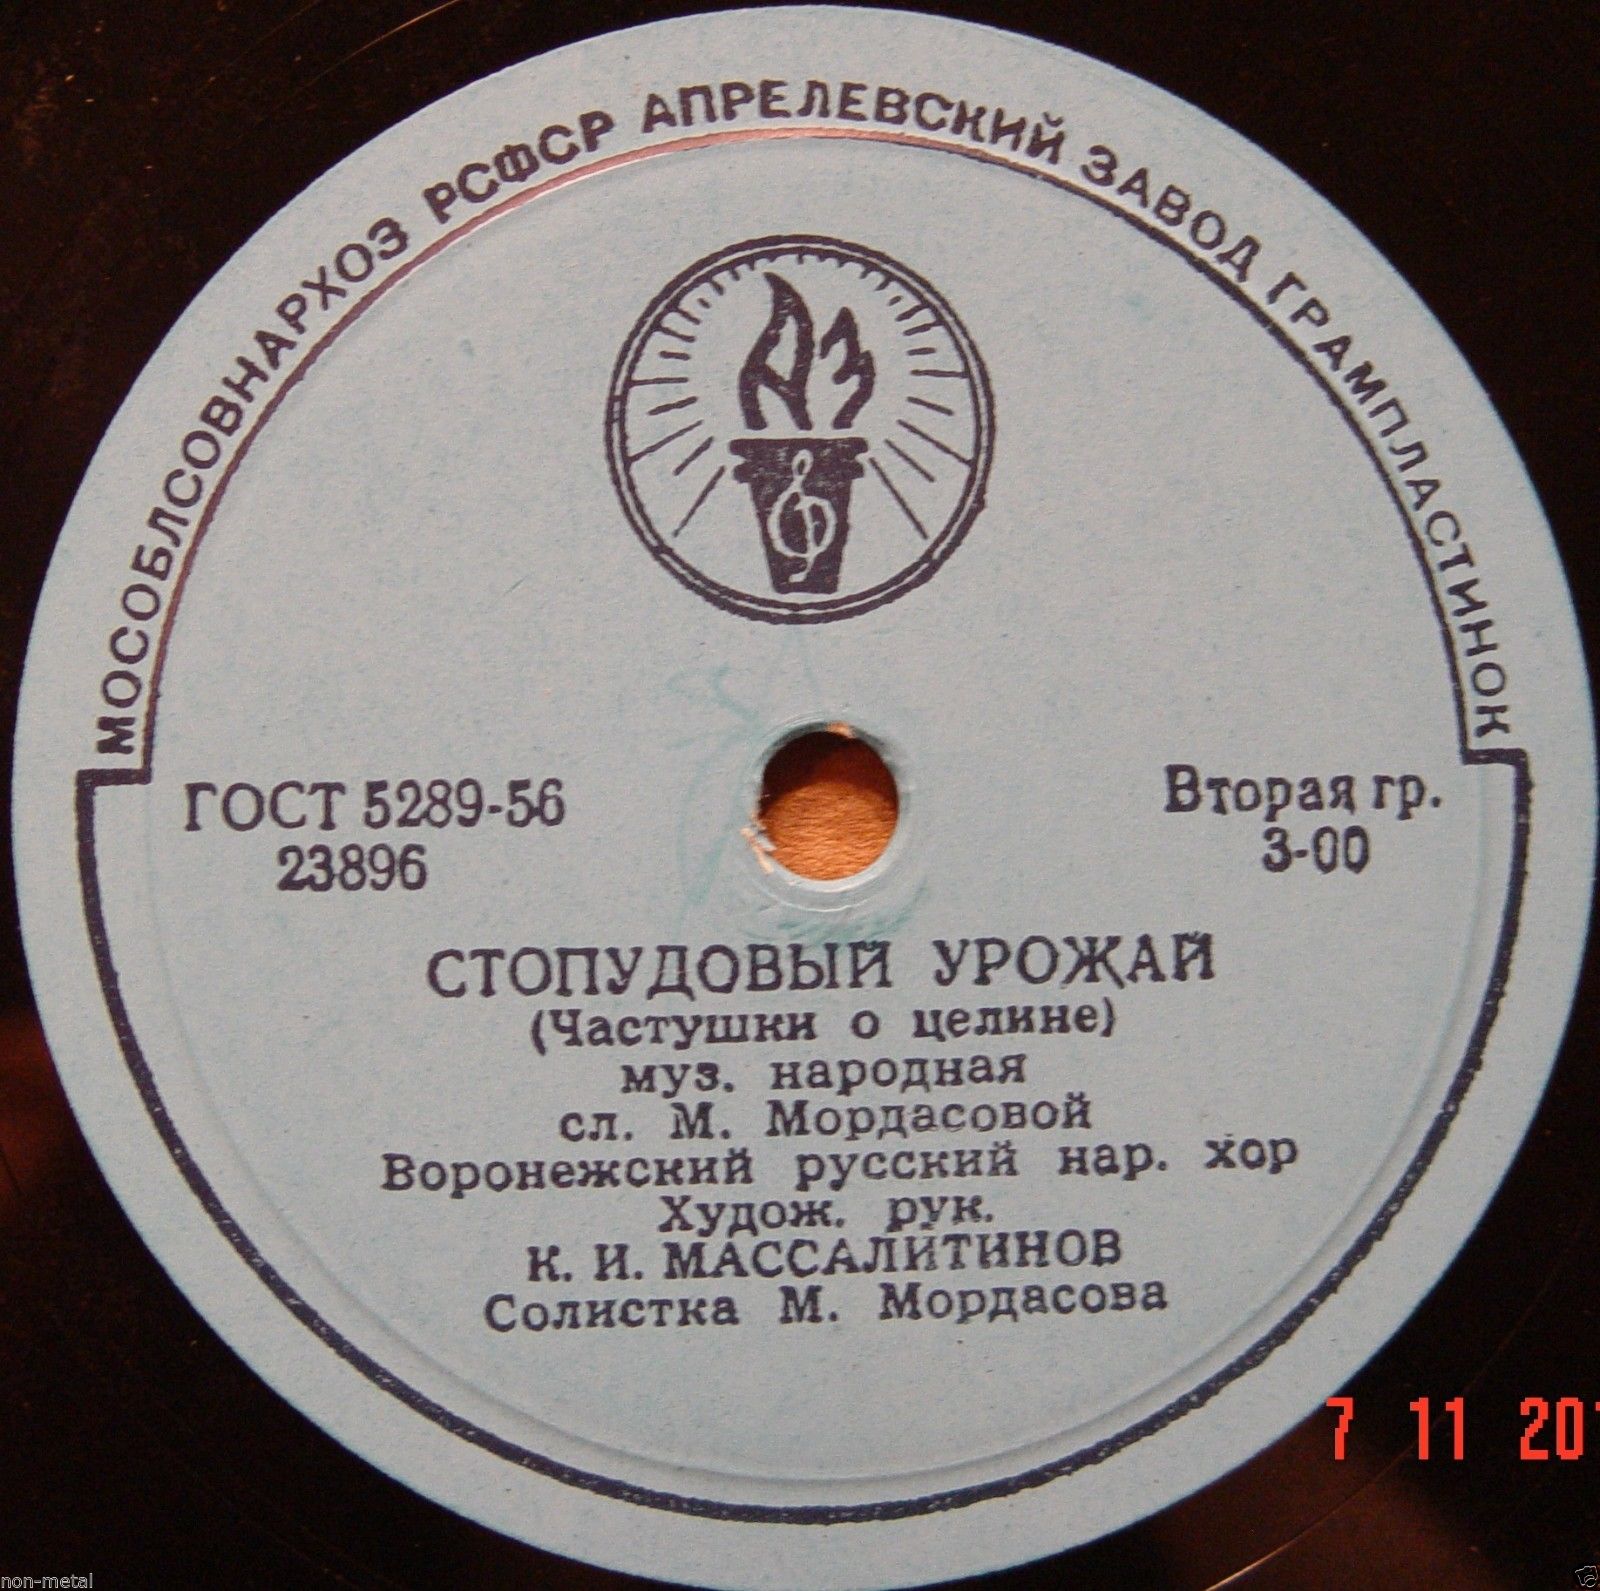 МОСОБЛСОВНАРХОЗ РСФСР АПРЕЛЕВСКИЙ ЗАВОД ГРАМПЛАСТИНОК
АЗ
ГОСТ 5289-56
23896
Вторая гр.
3-00
СТОПУДОВЫЙ УРОЖАЙ
(Частушки о целине)
муз. народная
сл. М. Мордасовой
Воронежский русский нар. хор
Худож. рук.
К. И. МАССАЛИТИНОВ
Солистка М. Мордасова
7 11 20
non-metal